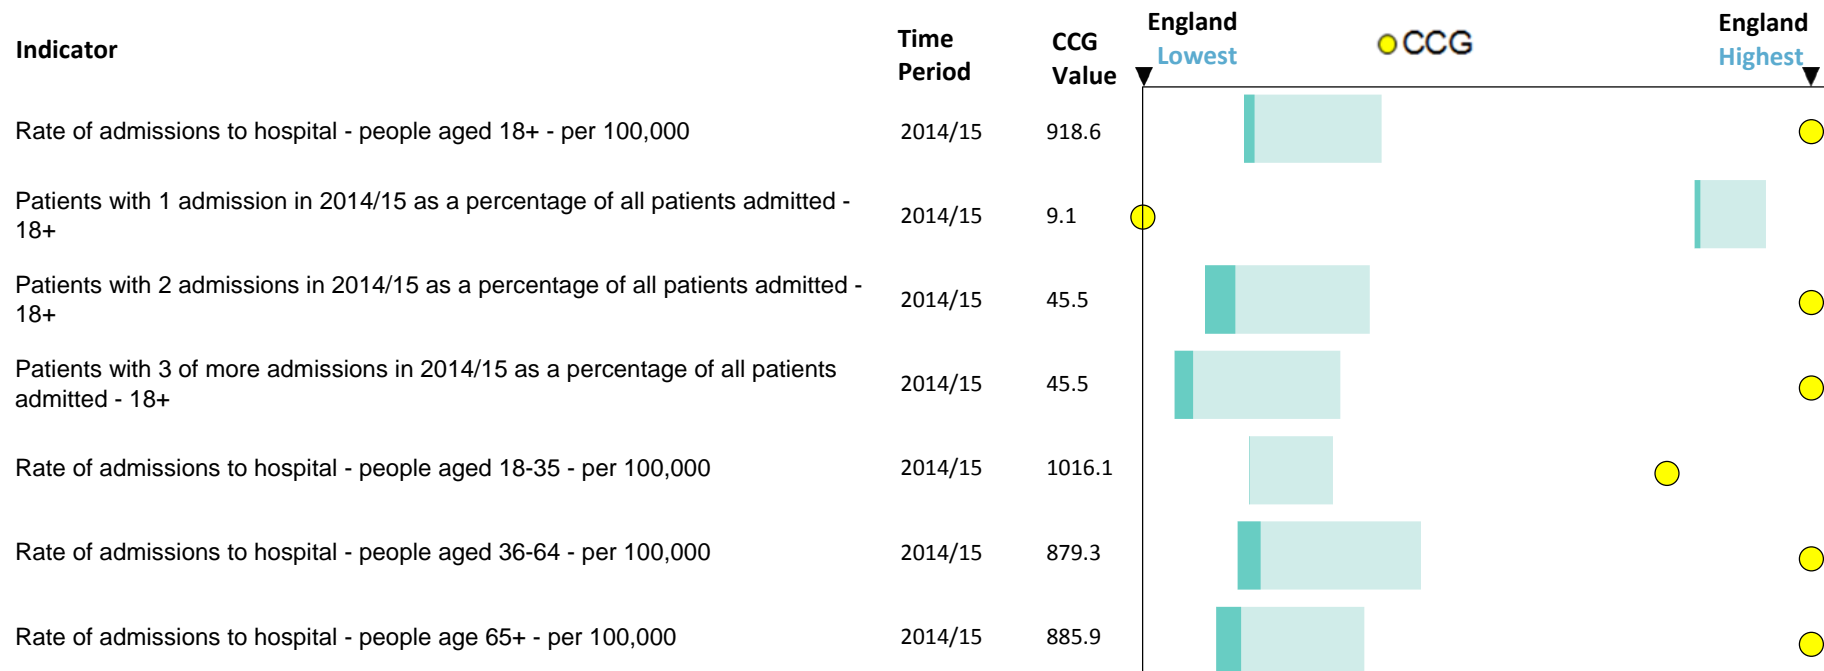 Indicator
Time
Period
CCG
Value
England
Lowest
CCG
England
Highest
Rate of admissions to hospital - people aged 18+ - per 100,000 2014/15 918.6
Patients with 1 admission in 2014/15 as a percentage of all patients admitted -
18+
2014/15 9.1
Patients with 2 admissions in 2014/15 as a percentage of all patients admitted -
18+
2014/15 45.5
Patients with 3 of more admissions in 2014/15 as a percentage of all patients
admitted - 18+
2014/15 45.5
Rate of admissions to hospital - people aged 18-35 - per 100,000 2014/15 1016.1
Rate of admissions to hospital - people aged 36-64 - per 100,000 2014/15 879.3
Rate of admissions to hospital - people age 65+ - per 100,000 2014/15 885.9